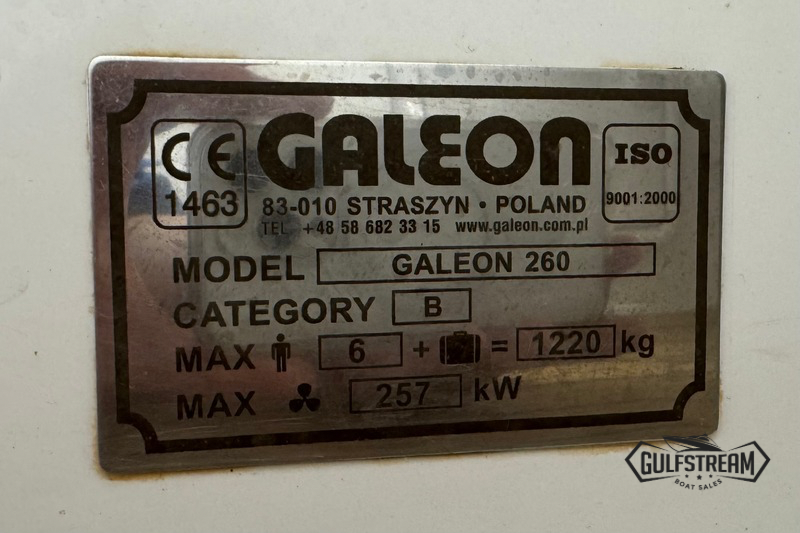 CE GALEON ISO
1463 83-010 STRASZYN • POLAND 9001:2000
TEL +48 58 682 33 15 www.galeon.com.pl
MODEL GALEON 260
CATEGORY B
MAX 6 + = 1220 kg
MAX 257 kW
GULFSTREAM
BOAT SALES